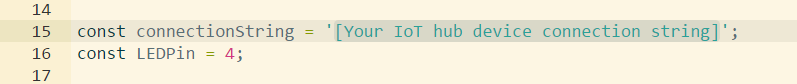 14
15 const connectionString = '[Your IoT hub device connection string]';
16 const LEDPin = 4;
17